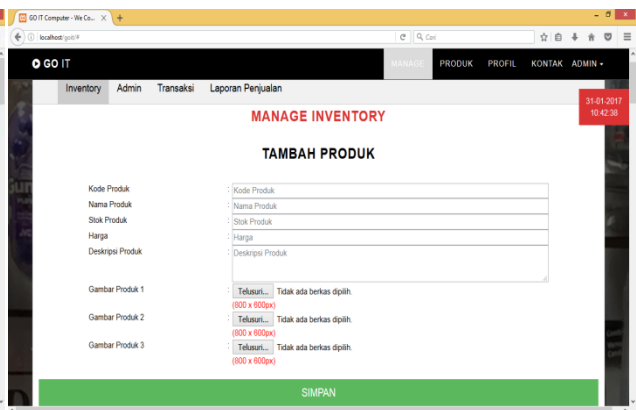 GO IT Computer - We Co...
localhost/goit/#
Cari
GO IT
MANAGE PRODUK PROFIL KONTAK ADMIN
Inventory Admin Transaksi Laporan Penjualan
31-01-2017
10:42:38
MANAGE INVENTORY
TAMBAH PRODUK
Kode Produk : Kode Produk
Nama Produk : Nama Produk
Stok Produk : Stok Produk
Harga : Harga
Deskripsi Produk : Deskripsi Produk
Gambar Produk 1 : Telusuri... Tidak ada berkas dipilih.
(800 x 600px)
Gambar Produk 2 : Telusuri... Tidak ada berkas dipilih.
(800 x 600px)
Gambar Produk 3 : Telusuri... Tidak ada berkas dipilih.
(800 x 600px)
SIMPAN